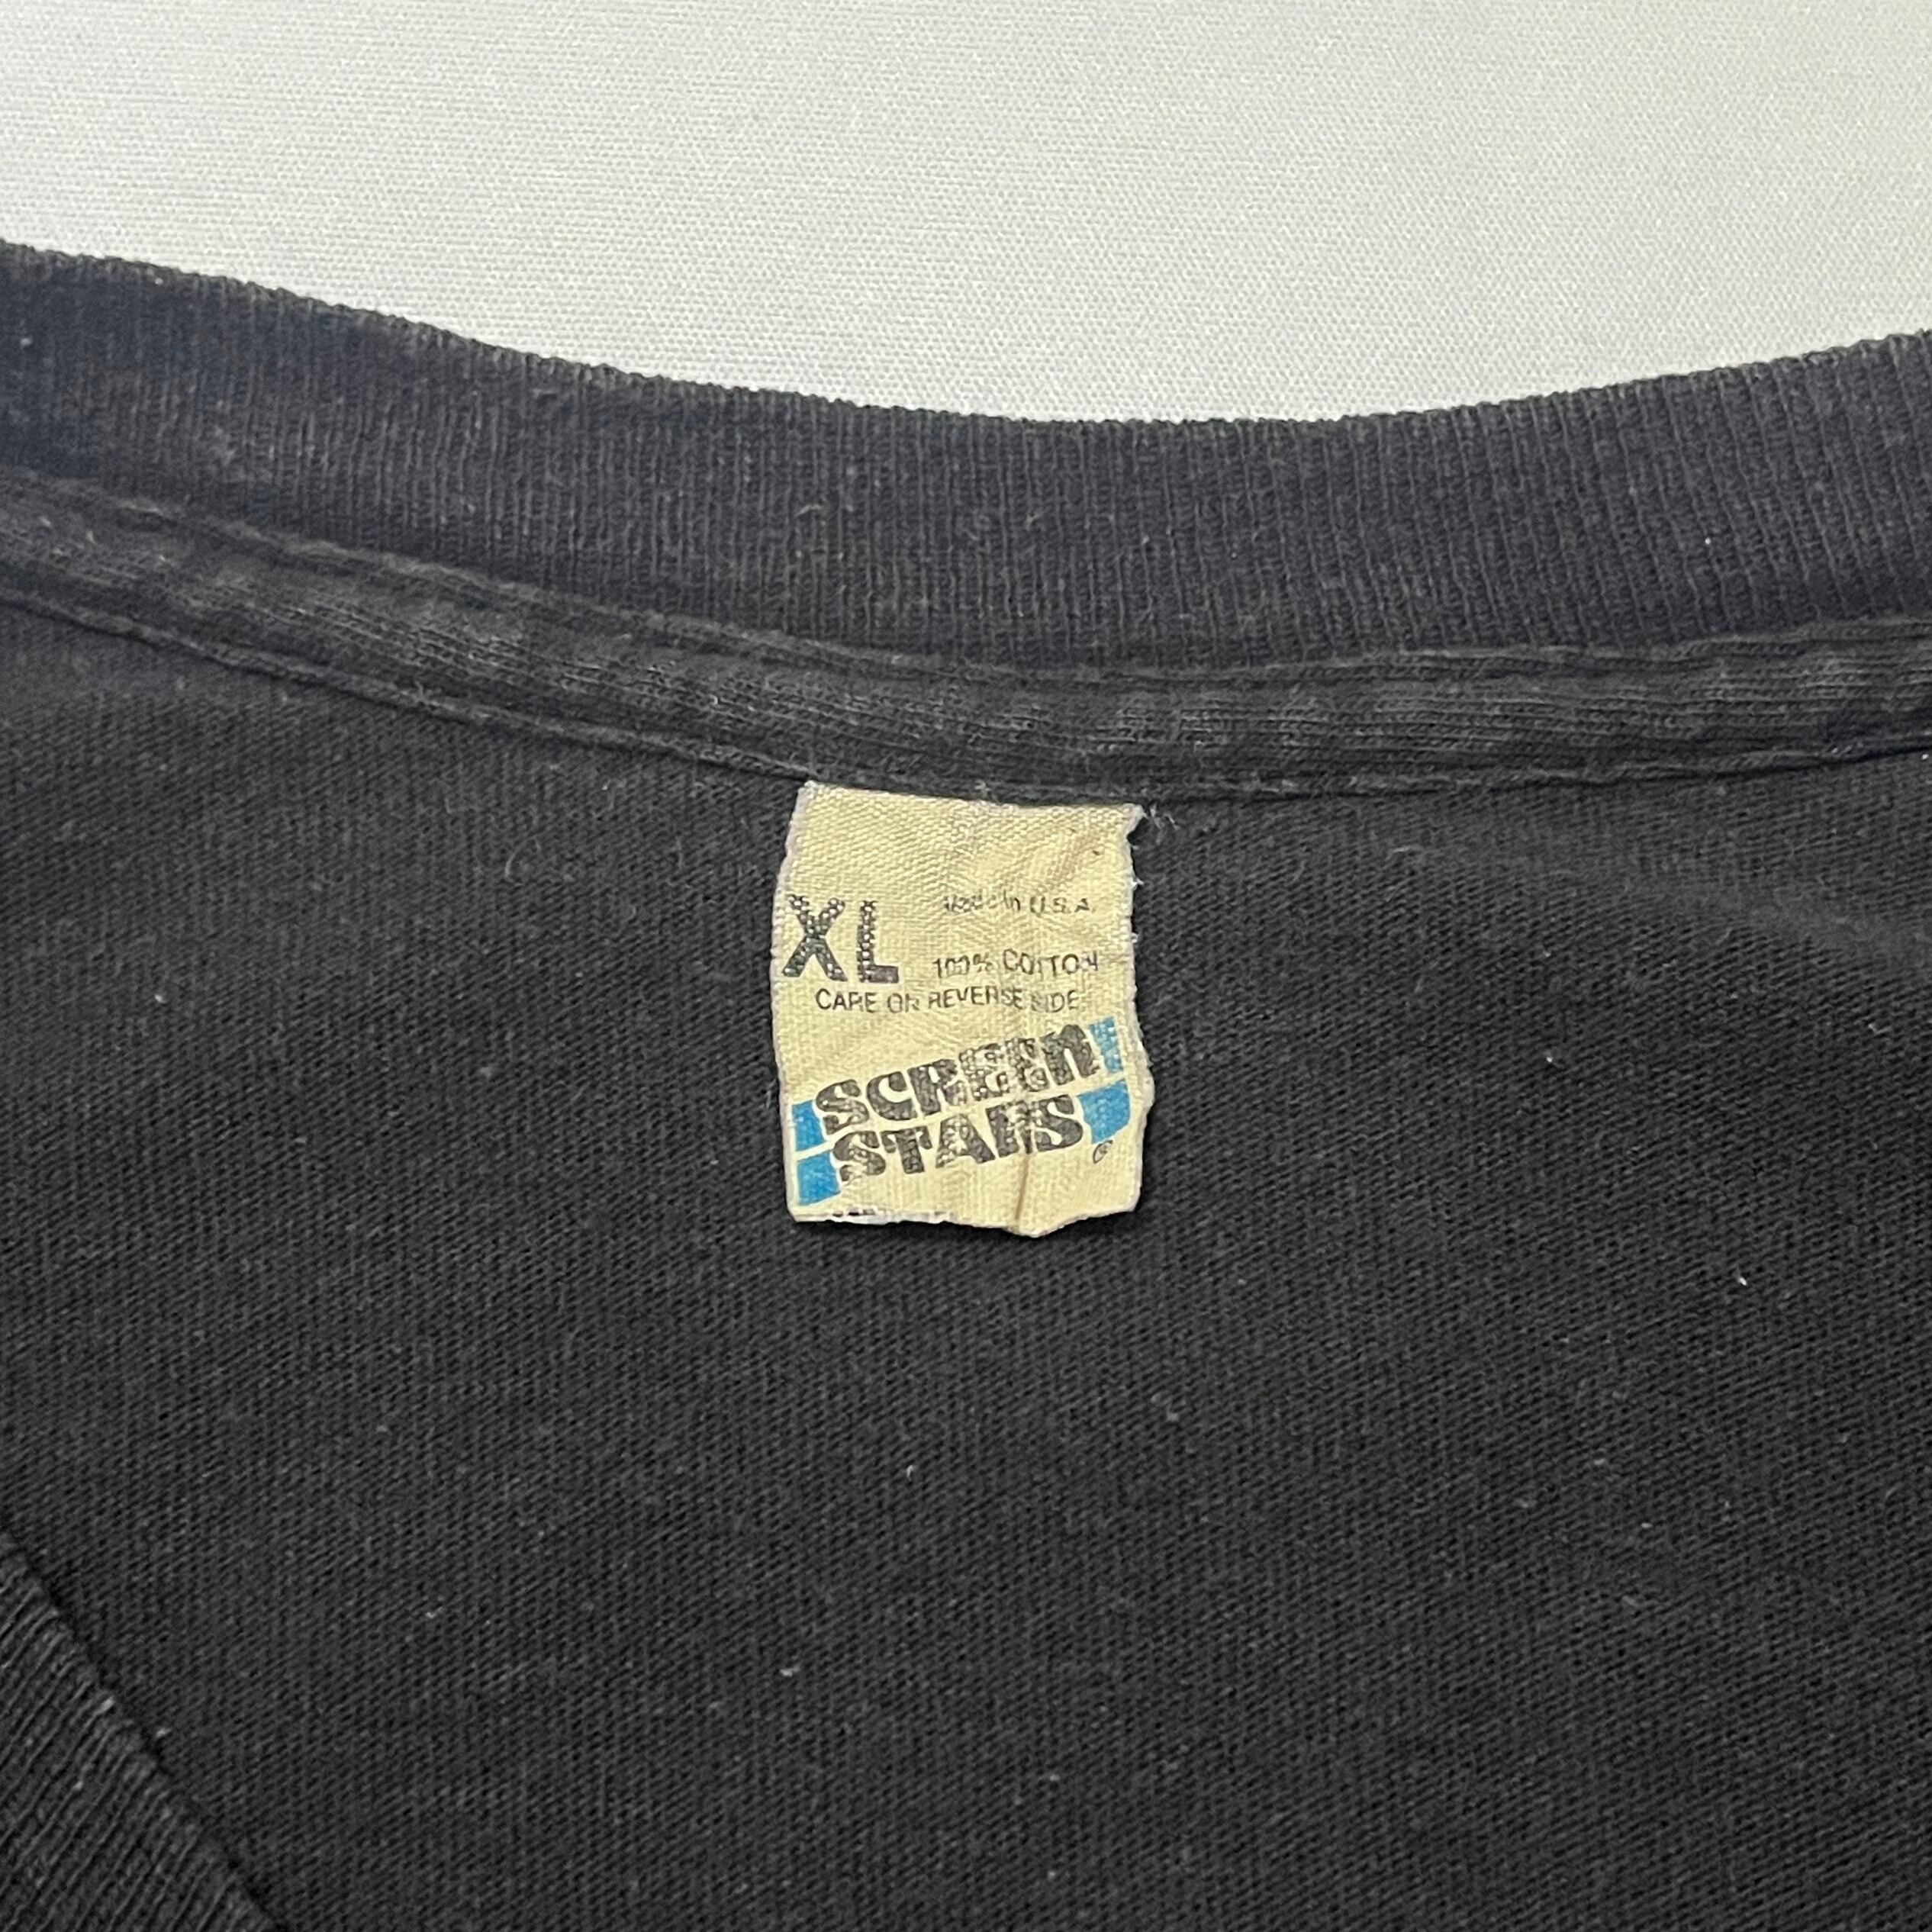 XL Made in U.S.A.
100% COTTON
CARE ON REVERSE SIDE
SCREEN
STARS®